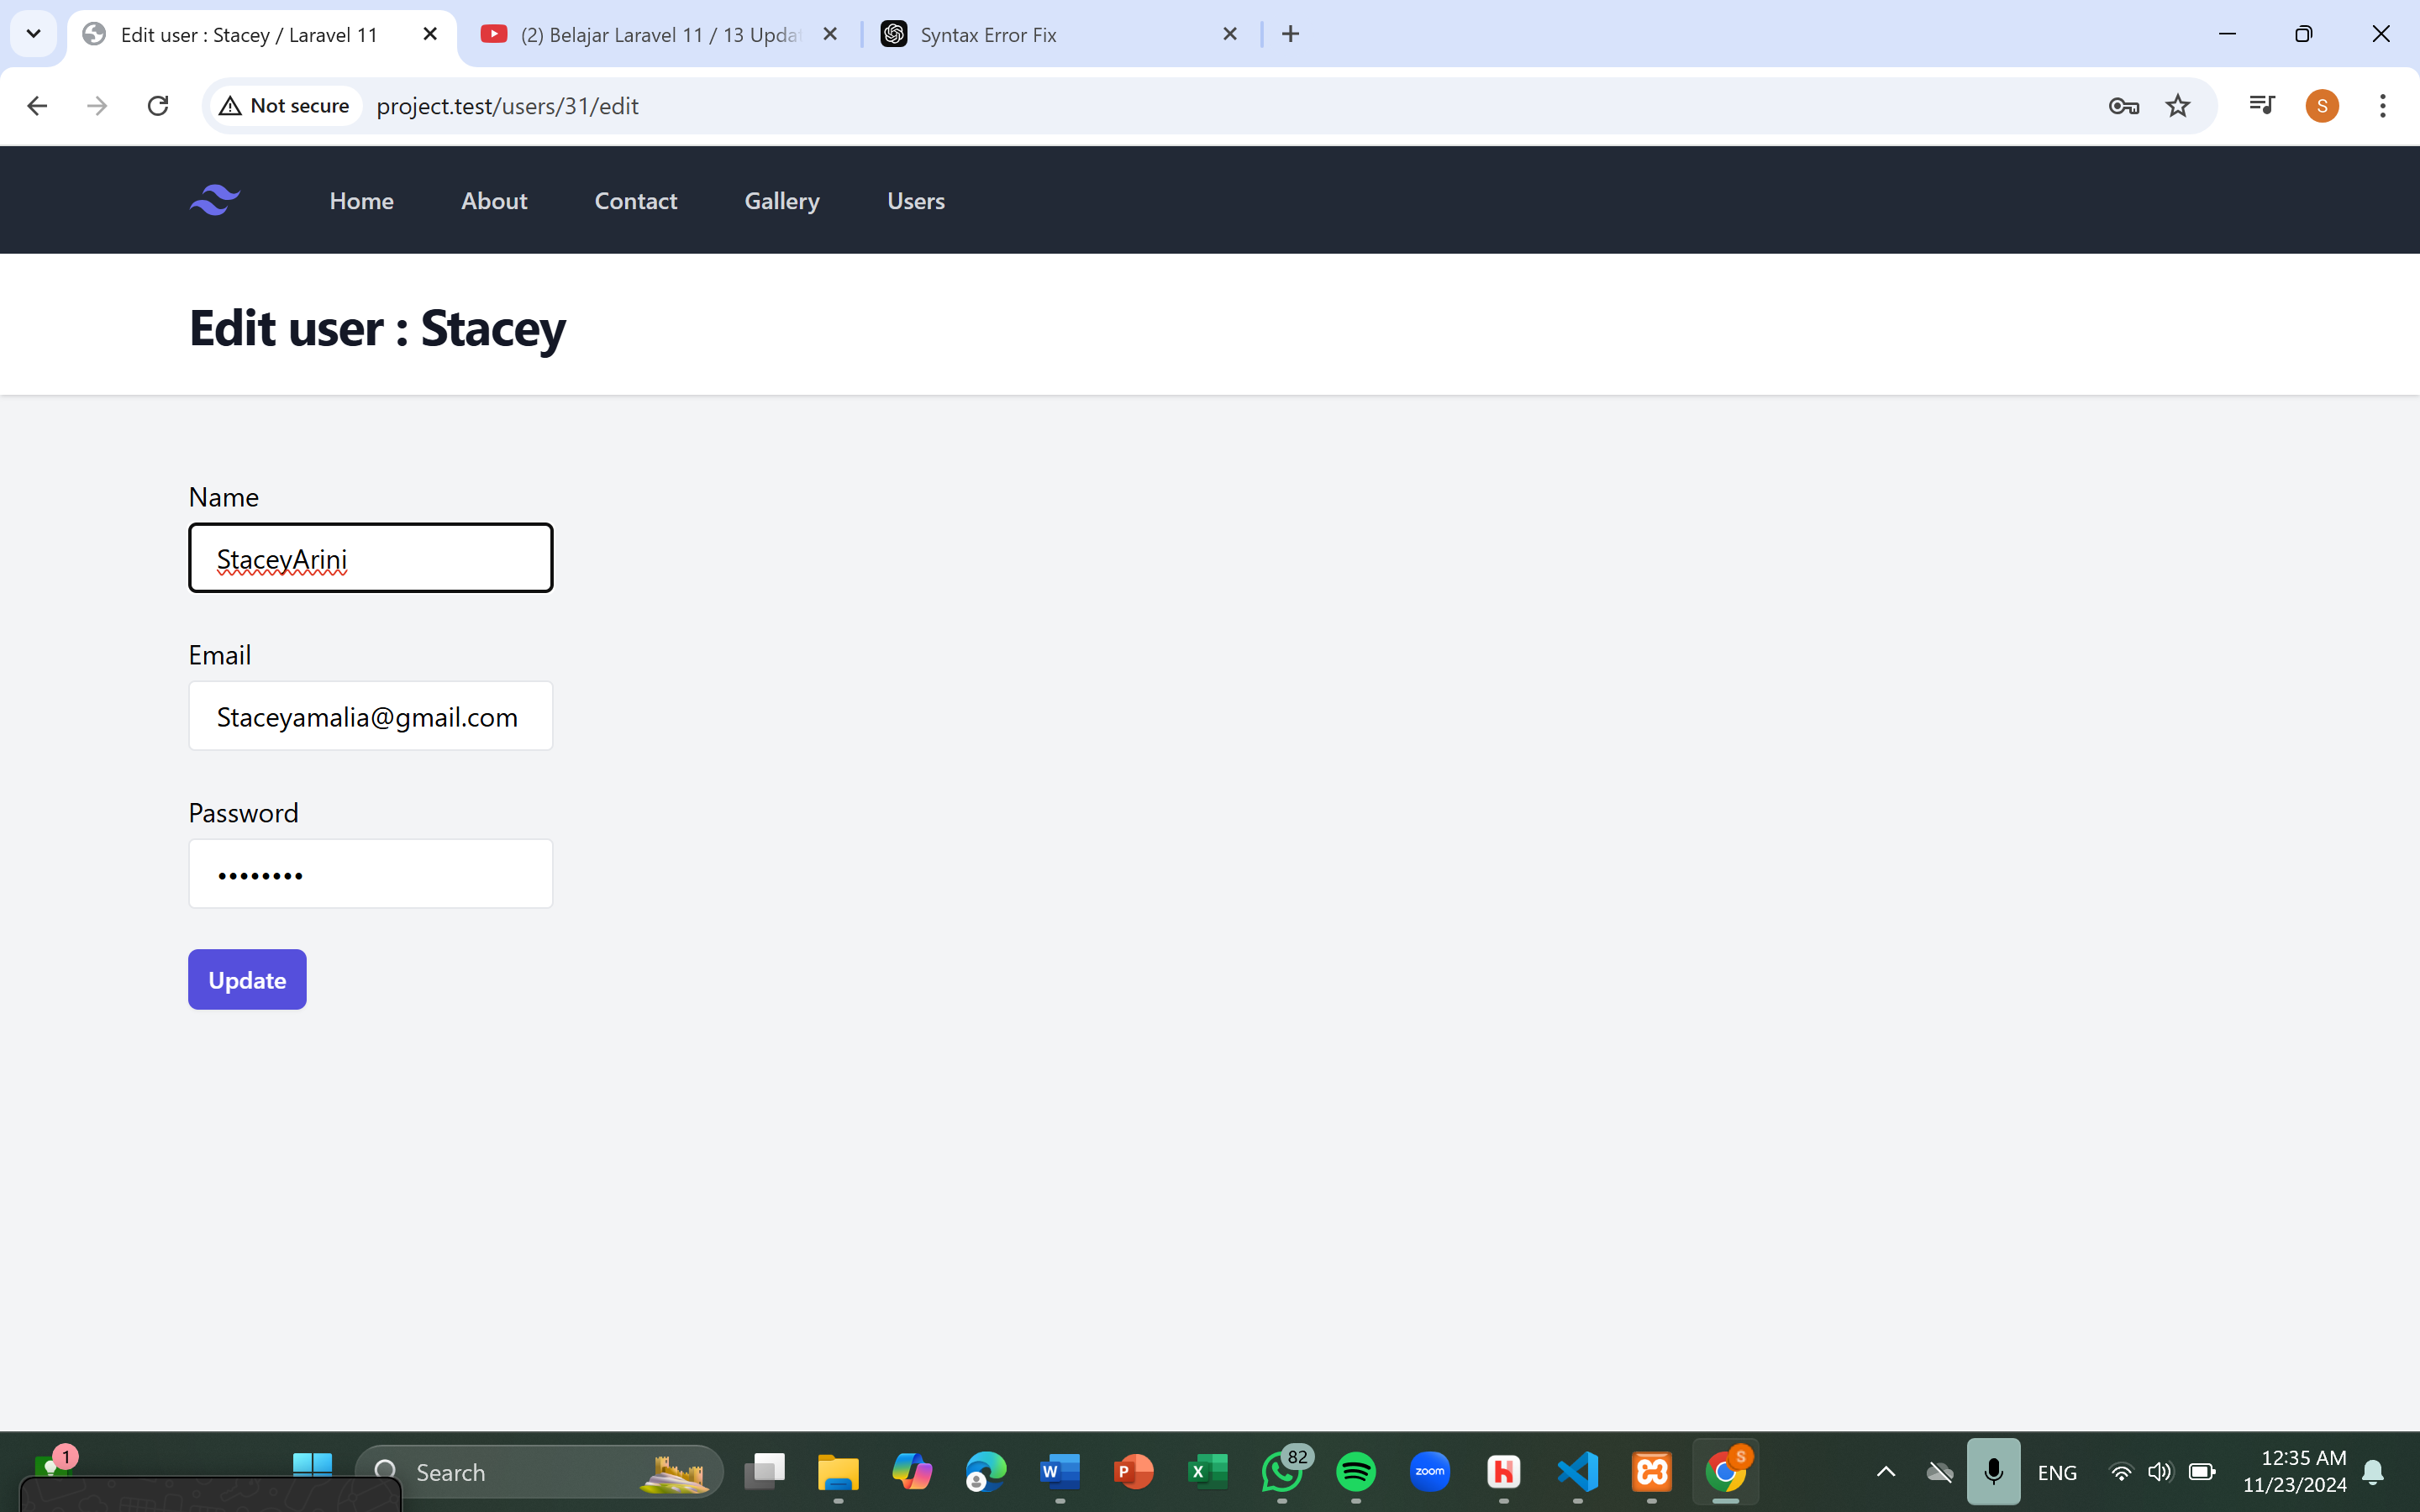 Edit user : Stacey / Laravel 11
(2) Belajar Laravel 11 / 13 Upda
Syntax Error Fix
Not secure
project.test/users/31/edit
S
Home
About
Contact
Gallery
Users
Edit user : Stacey
Name
StaceyArini
Email
Staceyamalia@gmail.com
Password
••••••••
Update
1
Search
W
P
X
82
zoom
H
S
ENG
12:35 AM
11/23/2024